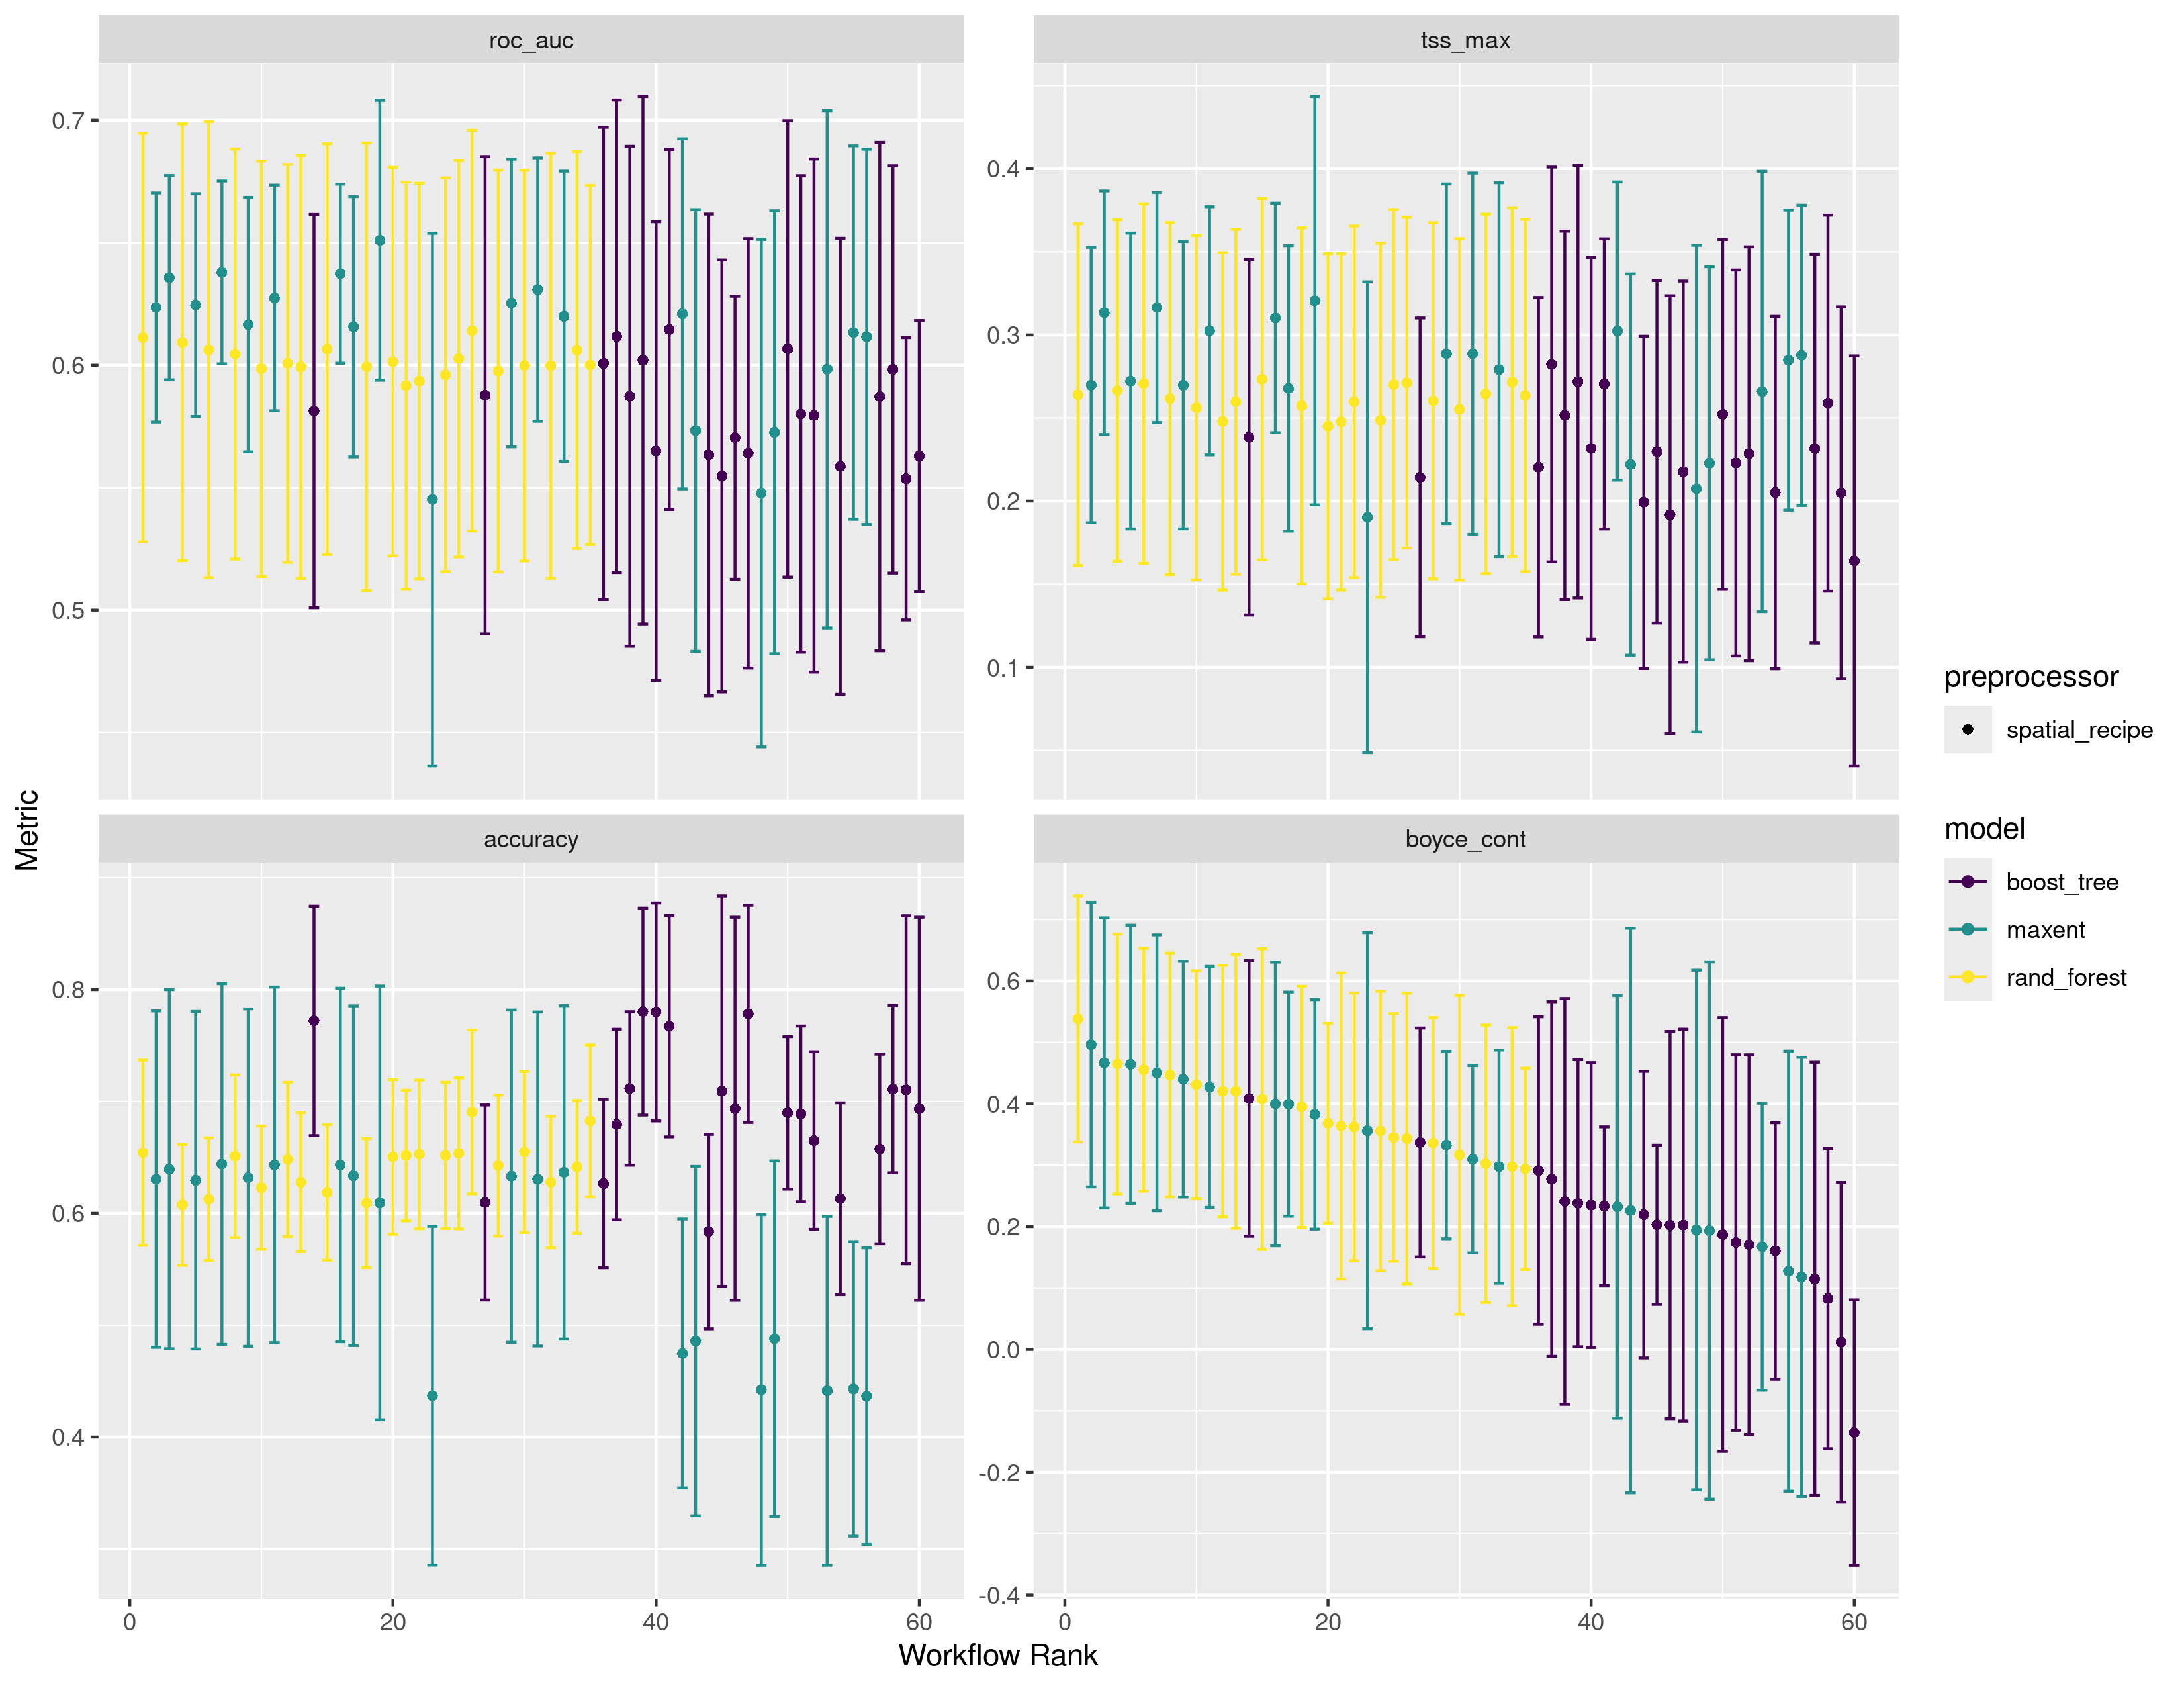 roc_auc
tss_max
0.7
0.6
0.5
0.4
0.3
0.2
0.1
Metric
accuracy
boyce_cont
0.8
0.6
0.4
0.6
0.4
0.2
0.0
-0.2
-0.4
0
20
40
60
0
20
40
60
Workflow Rank
preprocessor
spatial_recipe
model
boost_tree
maxent
rand_forest